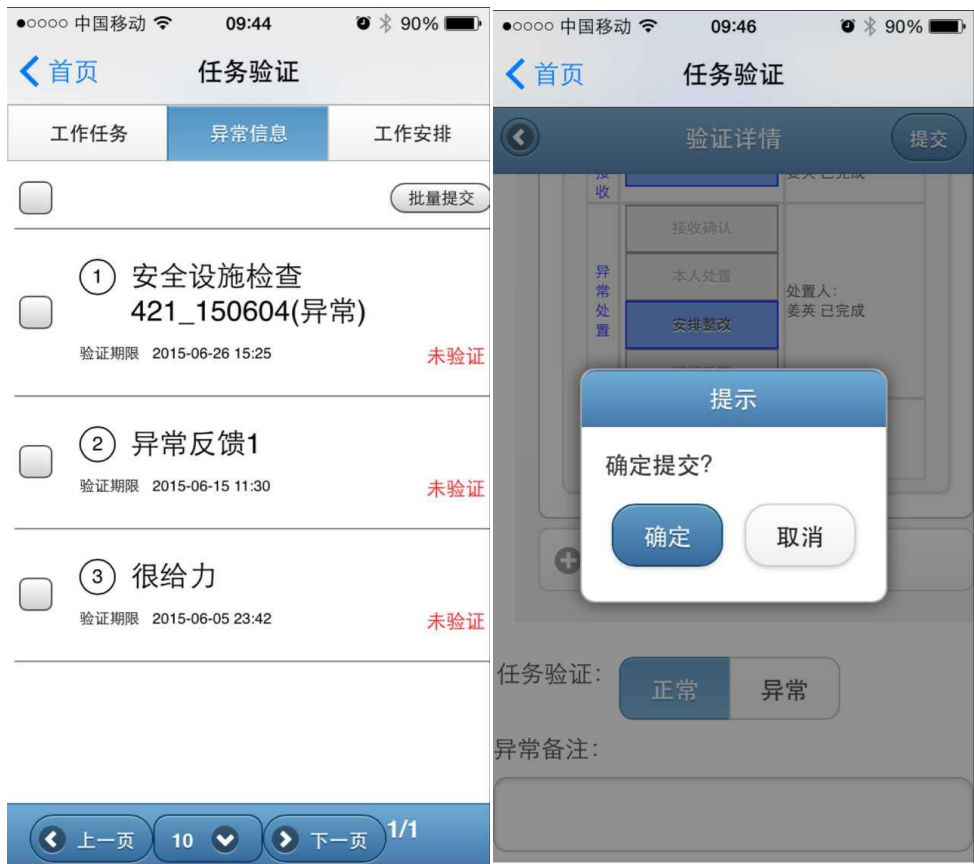 中国移动 09:44 90%
首页 任务验证
工作任务 异常信息 工作安排
批量提交
1 安全设施检查
421_150604(异常)
验证期限 2015-06-26 15:25 未验证
2 异常反馈1
验证期限 2015-06-15 11:30 未验证
3 很给力
验证期限 2015-06-05 23:42 未验证
上一页 10 下一页 1/1
中国移动 09:46 90%
首页 任务验证
验证详情 提交
接收
姜英 已完成
异常处置
接收确认
本人处置
安排整改
处置人:
姜英 已完成
提示
确定提交?
确定 取消
任务验证: 正常 异常
异常备注: